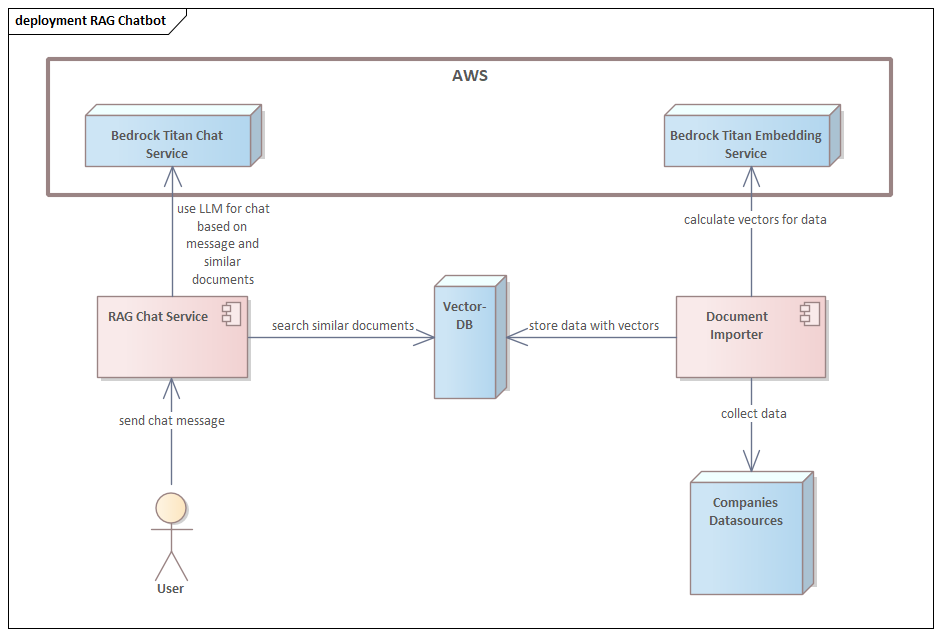 deployment RAG Chatbot
AWS
Bedrock Titan Chat
Service
Bedrock Titan Embedding
Service
use LLM for chat
based on
message and
similar
documents
calculate vectors for data
RAG Chat Service
search similar documents
Vector-
DB
store data with vectors
Document
Importer
send chat message
collect data
Companies
Datasources
User